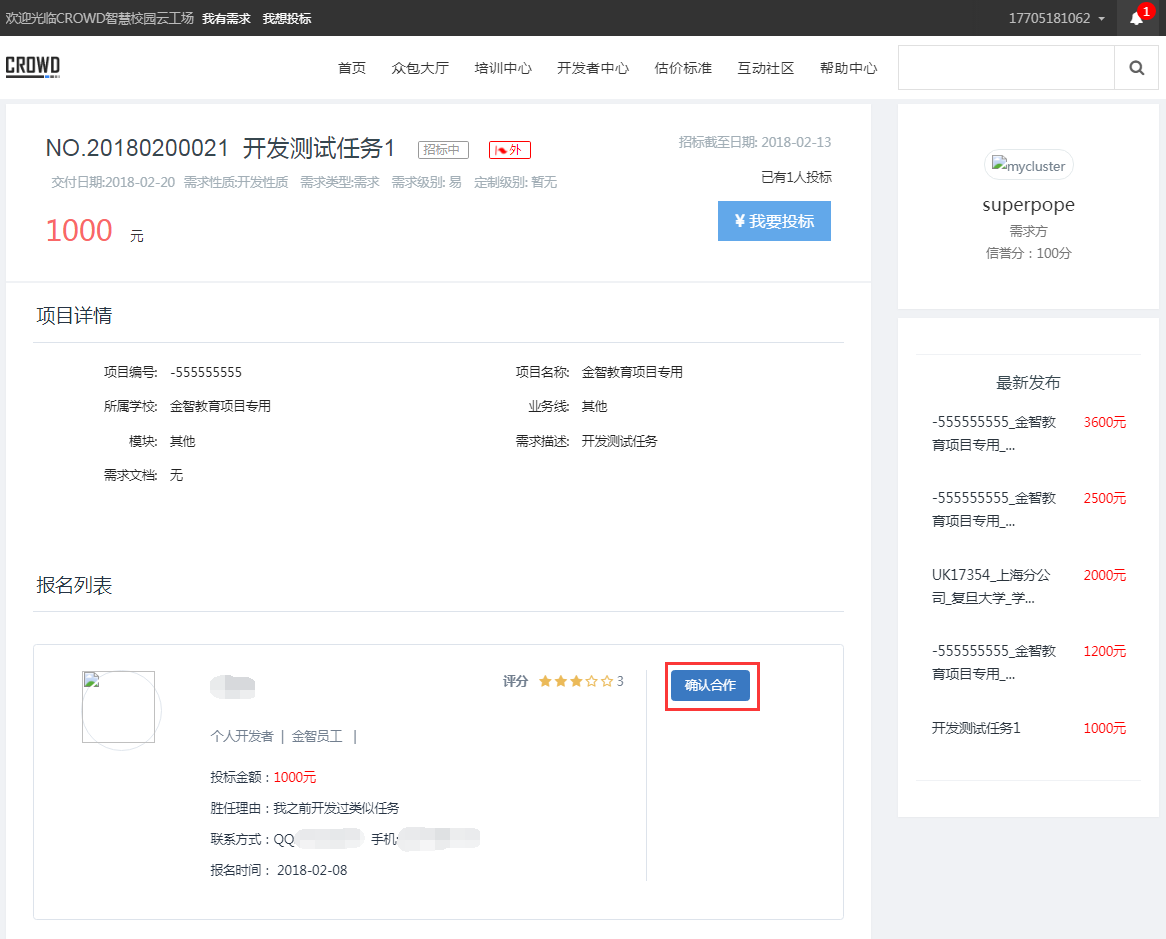 欢迎光临CROWD智慧校园云工场 我有需求 我想投标 17705181062 1
CROWD 首页 众包大厅 培训中心 开发者中心 估价标准 互动社区 帮助中心
NO.20180200021 开发测试任务1 招标中 外
招标截至日期: 2018-02-13
交付日期:2018-02-20 需求性质:开发性质 需求类型:需求 需求级别: 易 定制级别: 暂无
已有1人投标
1000 元
¥ 我要投标
项目详情
项目编号: -555555555 项目名称: 金智教育项目专用
所属学校: 金智教育项目专用 业务线: 其他
模块: 其他 需求描述: 开发测试任务
需求文档: 无
报名列表
评分 3
确认合作
个人开发者 | 金智员工 |
投标金额：1000元
胜任理由：我之前开发过类似任务
联系方式：QQ 手机:
报名时间： 2018-02-08
mycluster
superpope
需求方
信誉分：100分
最新发布
-555555555_金智教 3600元
育项目专用_...
-555555555_金智教 2500元
育项目专用_...
UK17354_上海分公 2000元
司_复旦大学_学...
-555555555_金智教 1200元
育项目专用_...
开发测试任务1 1000元